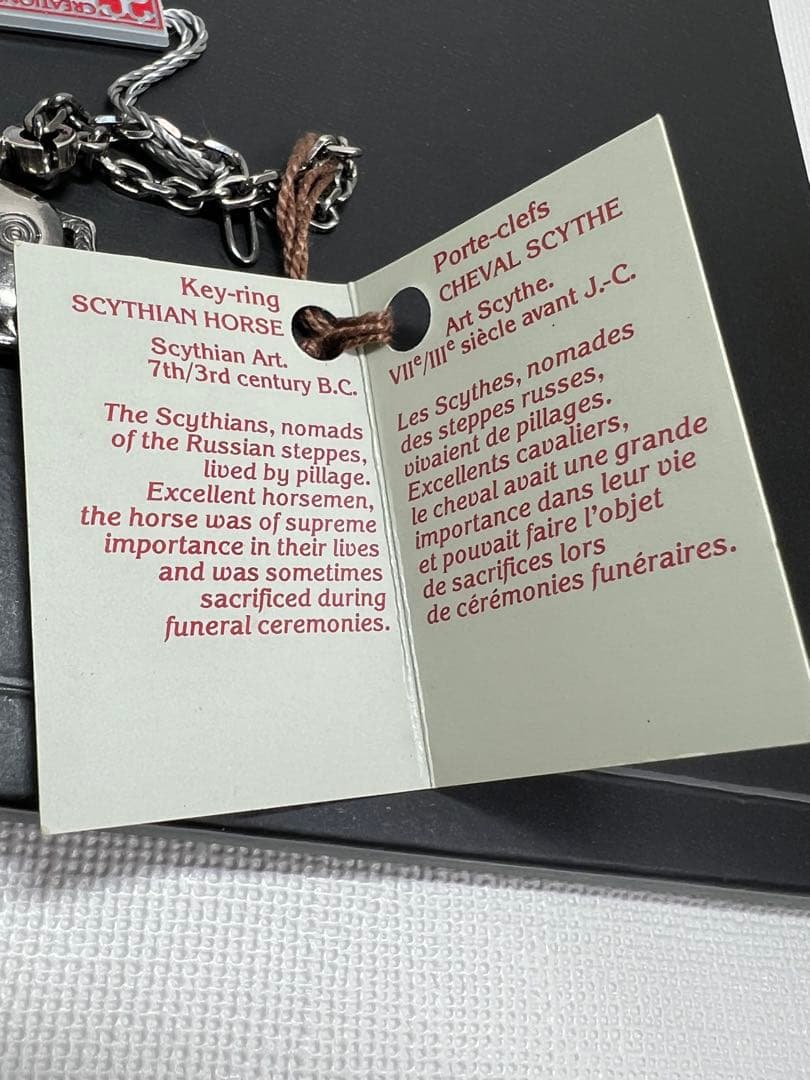 CREATION
Key-ring
SCYTHIAN HORSE
Scythian Art.
7th/3rd century B.C.
The Scythians, nomads
of the Russian steppes,
lived by pillage.
Excellent horsemen,
the horse was of supreme
importance in their lives
and was sometimes
sacrificed during
funeral ceremonies.
Porte-clefs
CHEVAL SCYTHE
Art Scythe.
VIIᵉ/IIIᵉ siècle avant J.-C.
Les Scythes, nomades
des steppes russes,
vivaient de pillages.
Excellents cavaliers,
le cheval avait une grande
importance dans leur vie
et pouvait faire l'objet
de sacrifices lors
de cérémonies funéraires.